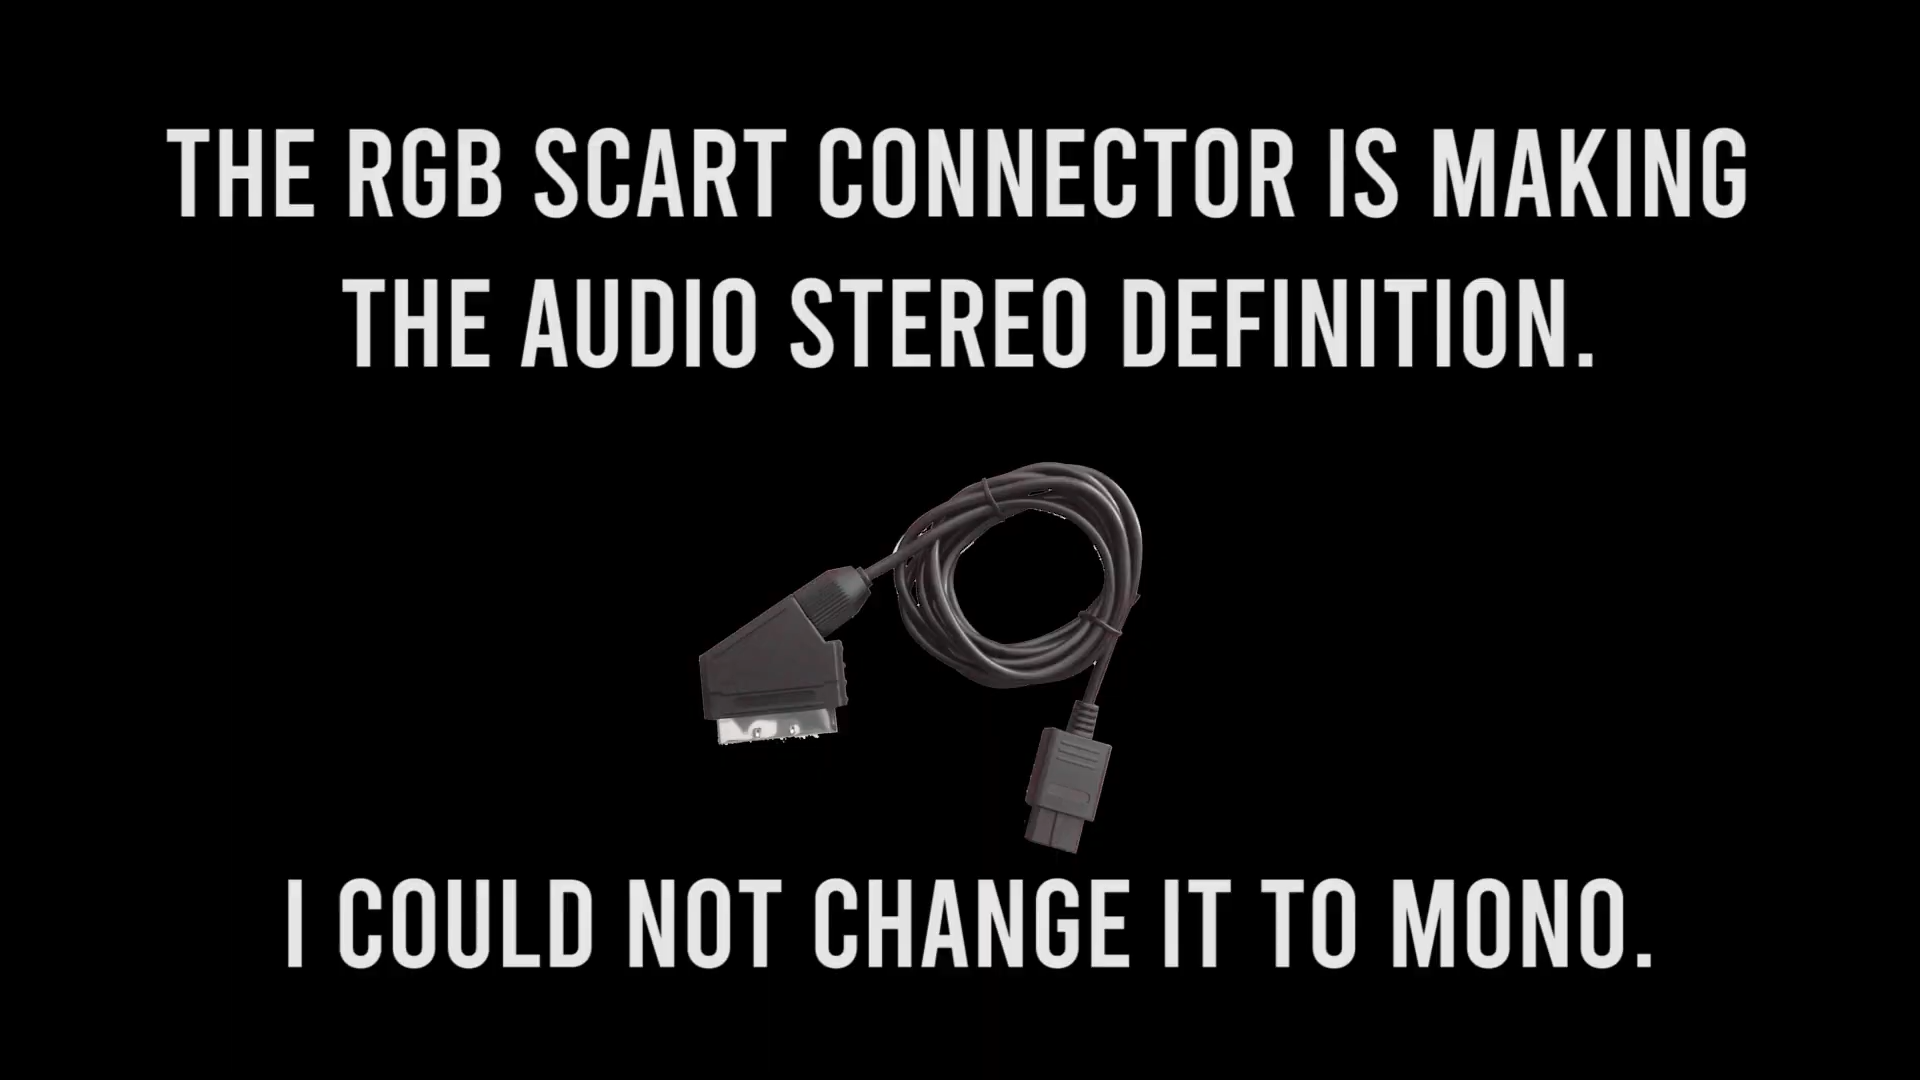 THE RGB SCART CONNECTOR IS MAKING
THE AUDIO STEREO DEFINITION.
I COULD NOT CHANGE IT TO MONO.